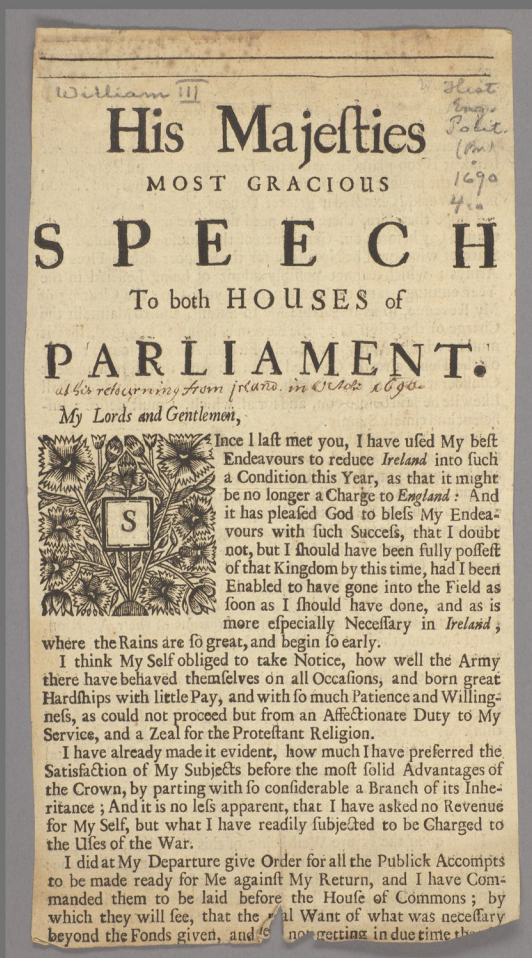 William III
Hist
Eng.
Polit.
1690
His Majeſties
MOST GRACIOUS
SPEECH
To both HOUSES of
PARLIAMENT.
at his retourning from Irland. in Octob 1690.
My Lords and Gentlemen,
SInce I laſt met you, I have uſed My beſt
Endeavours to reduce Ireland into ſuch
a Condition this Year, as that it might
be no longer a Charge to England: And
it has pleaſed God to bleſs My Endea-
vours with ſuch Succeſs, that I doubt
not, but I ſhould have been fully poſſeſt
of that Kingdom by this time, had I been
Enabled to have gone into the Field as
ſoon as I ſhould have done, and as is
more eſpecially Neceſſary in Ireland,
where the Rains are ſo great, and begin ſo early.
I think My Self obliged to take Notice, how well the Army
there have behaved themſelves on all Occaſions, and born great
Hardſhips with little Pay, and with ſo much Patience and Willing-
neſs, as could not proceed but from an Affectionate Duty to My
Service, and a Zeal for the Proteſtant Religion.
I have already made it evident, how much I have preferred the
Satisfaction of My Subjects before the moſt ſolid Advantages of
the Crown, by parting with ſo conſiderable a Branch of its Inhe-
ritance; And it is no leſs apparent, that I have asked no Revenue
for My Self, but what I have readily ſubjected to be Charged to
the Uſes of the War.
I did at My Departure give Order for all the Publick Accompts
to be made ready for Me againſt My Return, and I have Com-
manded them to be laid before the Houſe of Commons; by
which they will ſee, that the Want of what was neceſſary
beyond the Fonds given, and not getting in due time